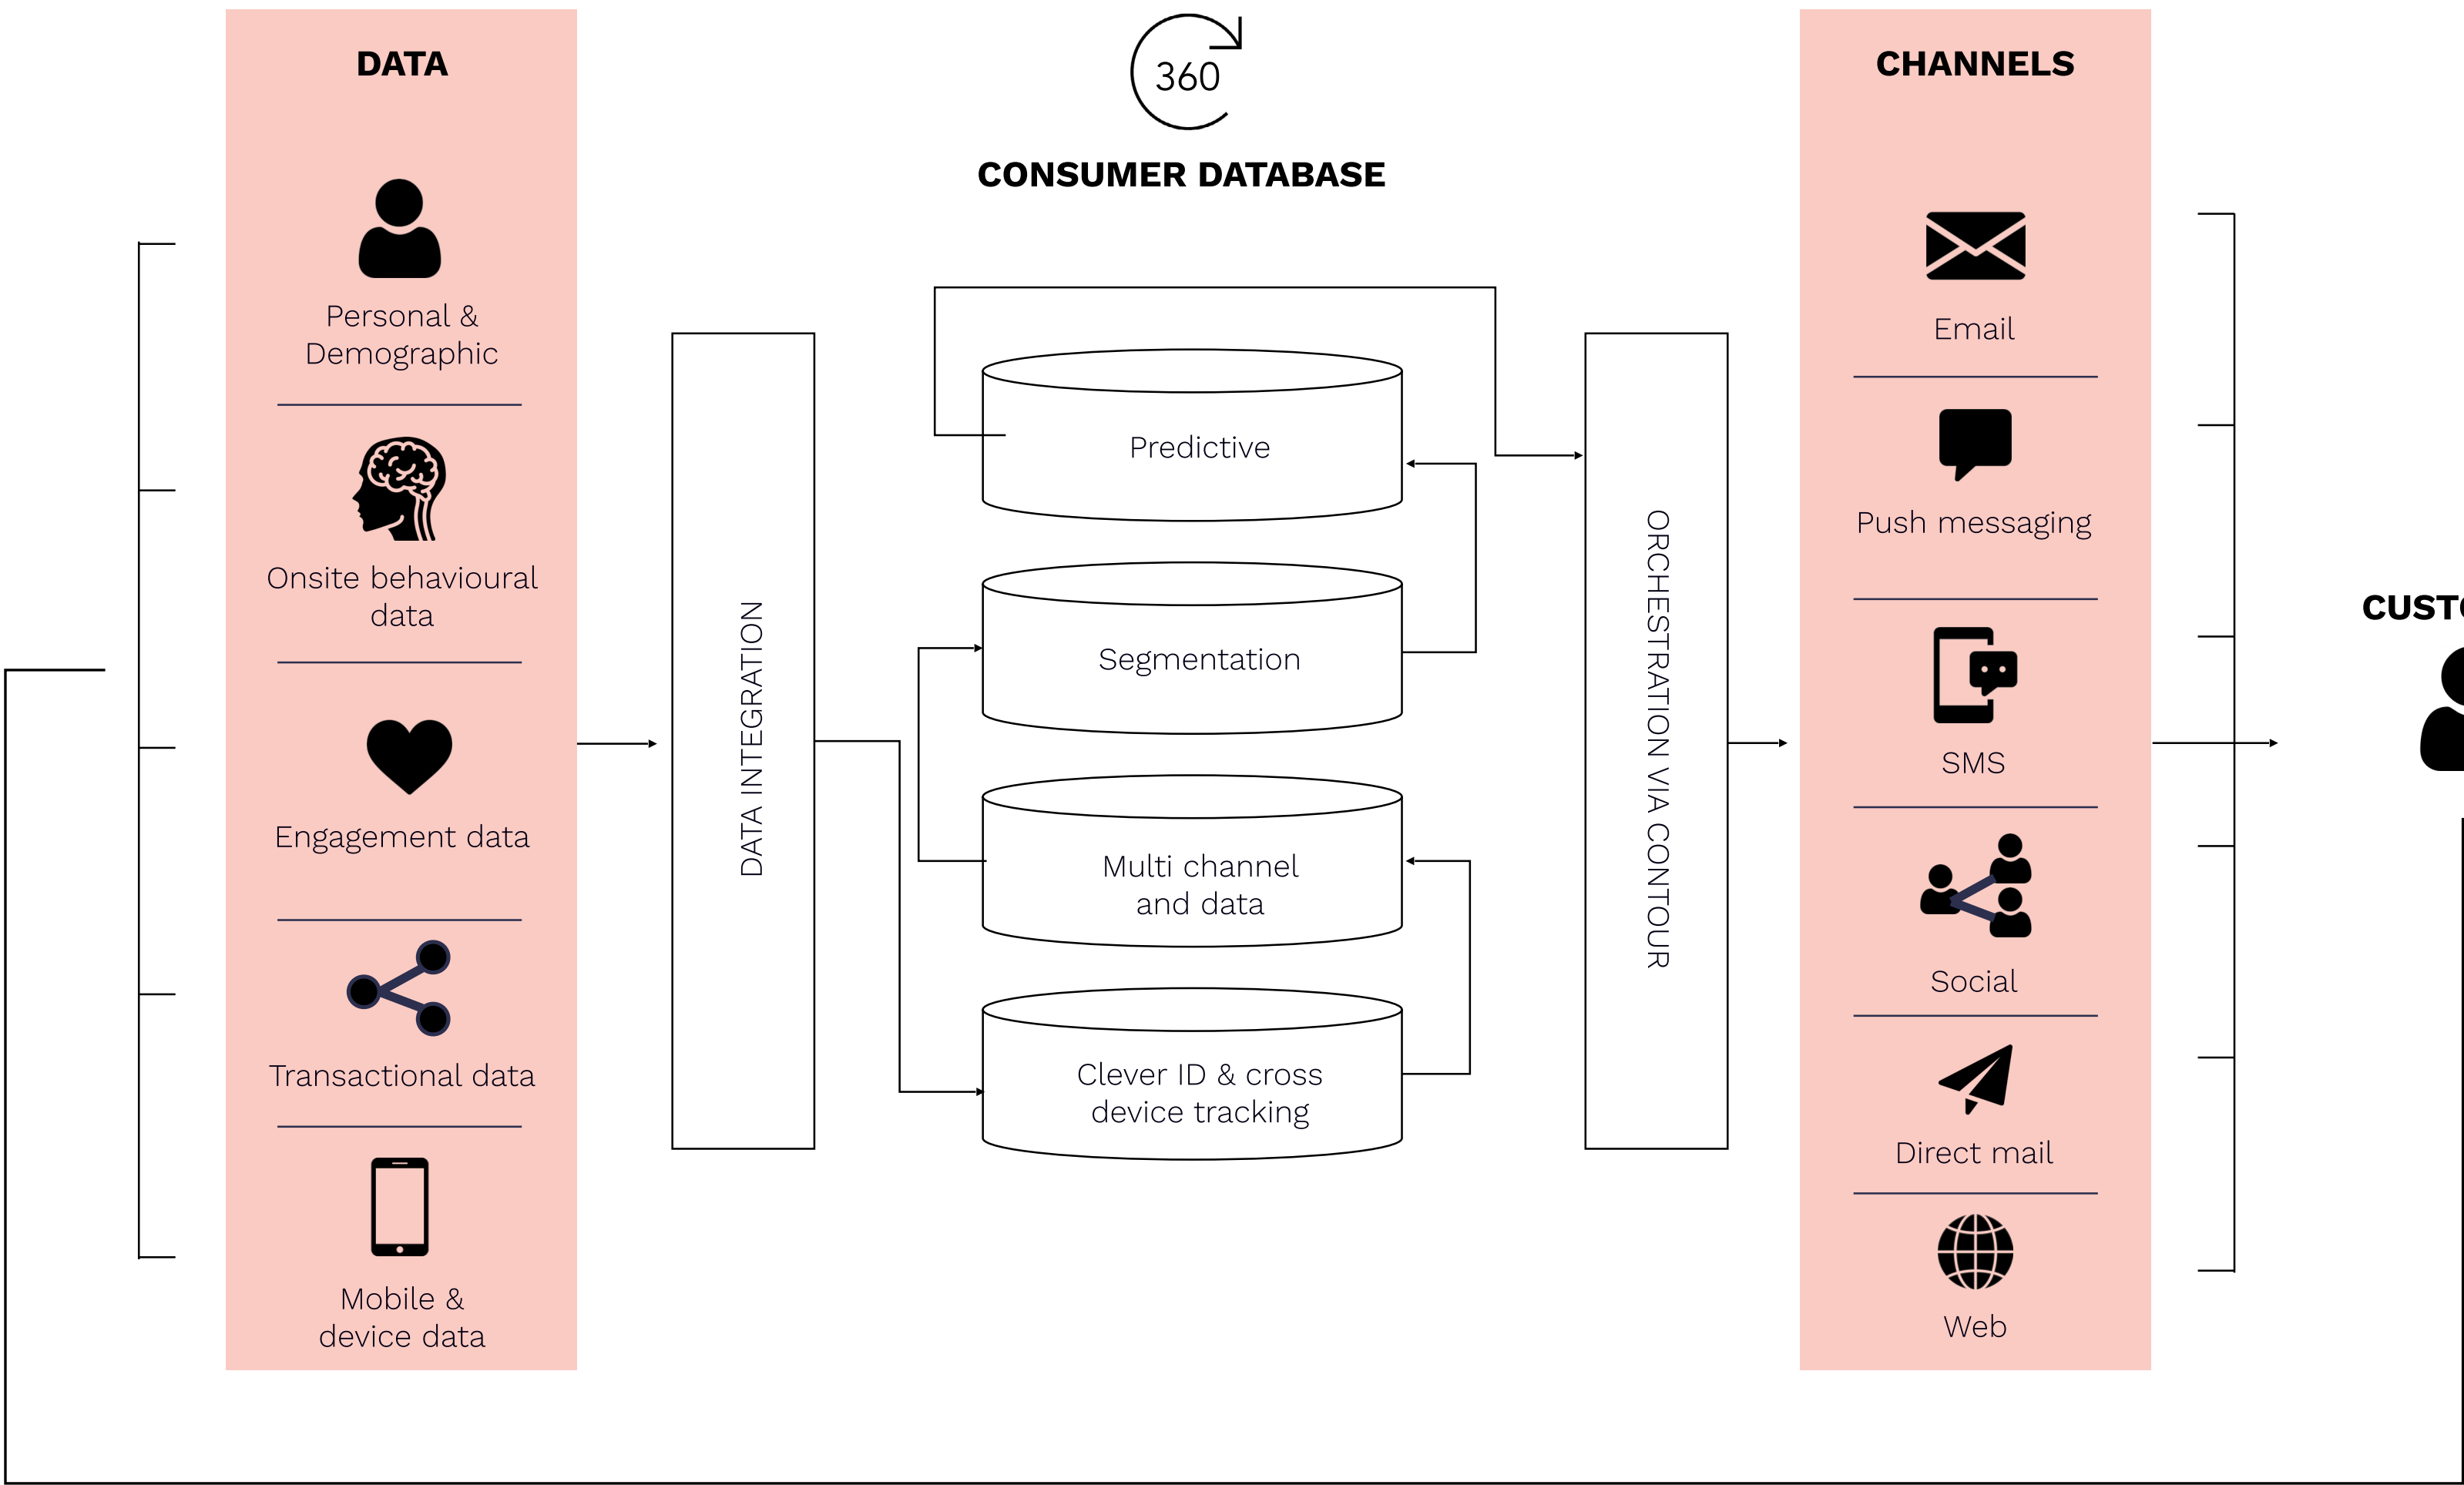 DATA
Personal &
Demographic
Onsite behavioural
data
Engagement data
Transactional data
Mobile &
device data
DATA INTEGRATION
360
CONSUMER DATABASE
Predictive
Segmentation
Multi channel
and data
Clever ID & cross
device tracking
ORCHESTRATION VIA CONTOUR
CHANNELS
Email
Push messaging
SMS
Social
Direct mail
Web